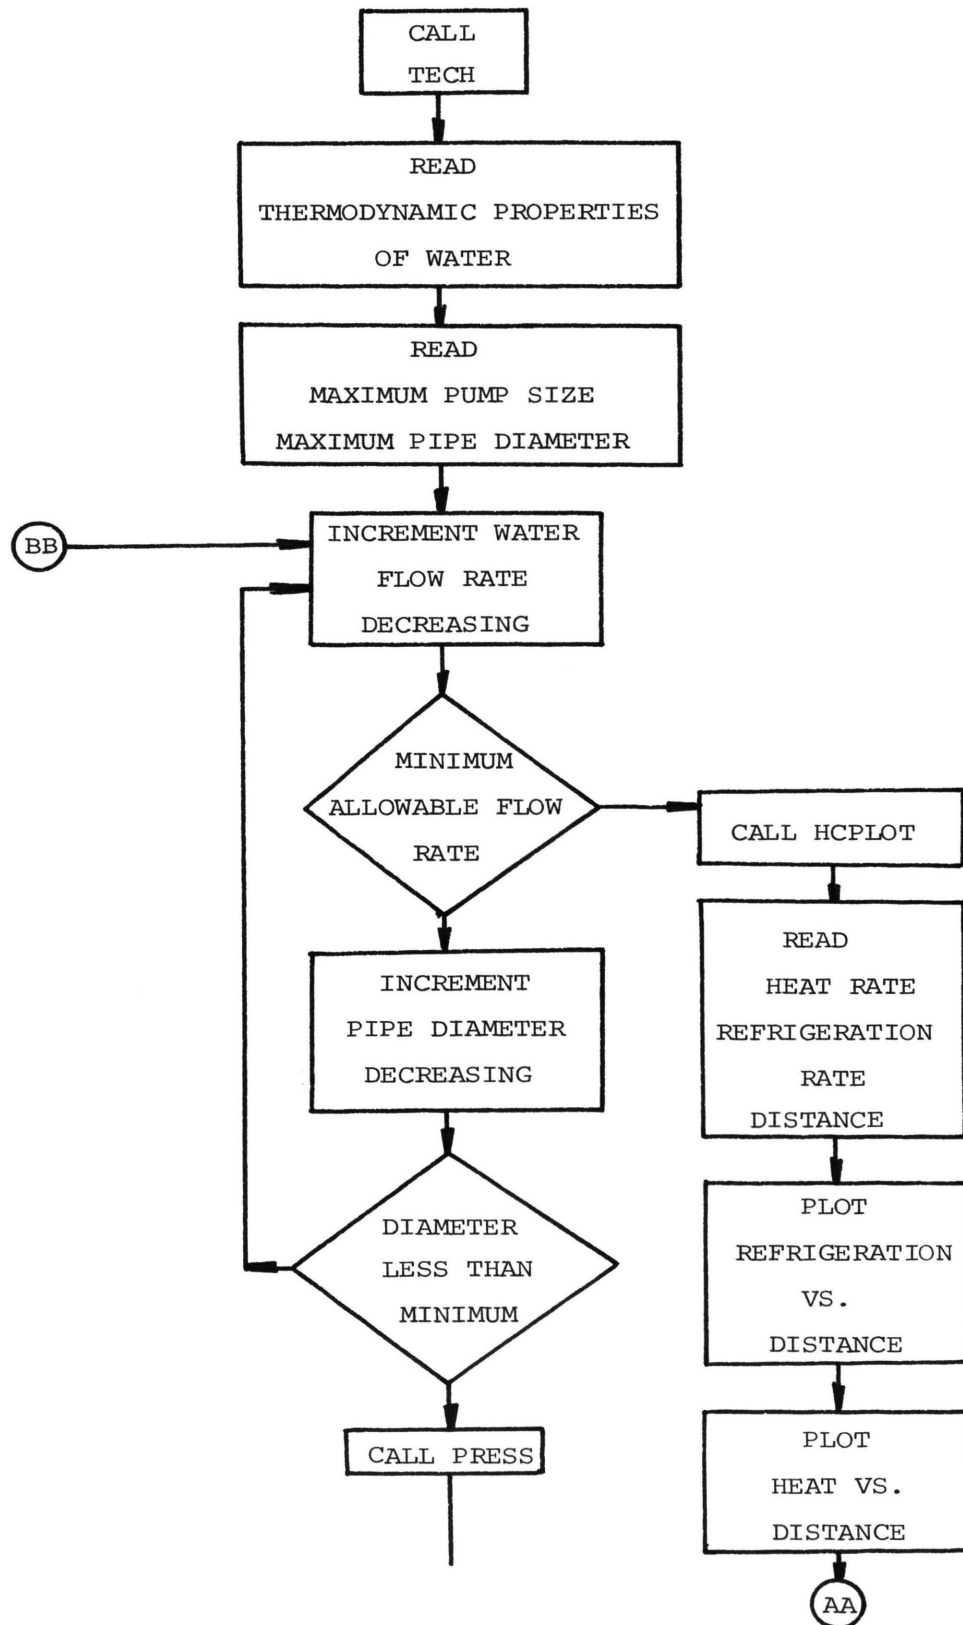 CALL
TECH
READ
THERMODYNAMIC PROPERTIES
OF WATER
READ
MAXIMUM PUMP SIZE
MAXIMUM PIPE DIAMETER
BB
INCREMENT WATER
FLOW RATE
DECREASING
MINIMUM
ALLOWABLE FLOW
RATE
INCREMENT
PIPE DIAMETER
DECREASING
DIAMETER
LESS THAN
MINIMUM
CALL PRESS
CALL HCPLOT
READ
HEAT RATE
REFRIGERATION
RATE
DISTANCE
PLOT
REFRIGERATION
VS.
DISTANCE
PLOT
HEAT VS.
DISTANCE
AA